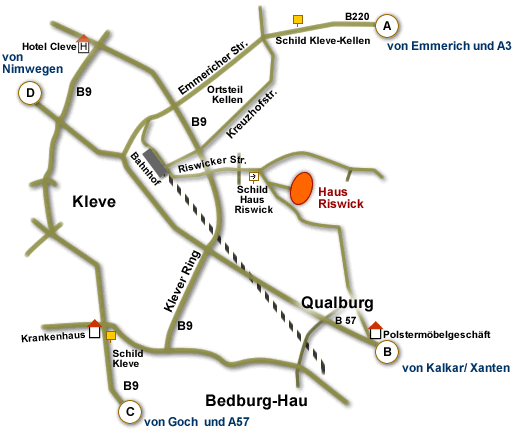 B220
A
Schild Kleve-Kellen
von Emmerich und A3
Hotel Cleve
H
von
Nimwegen
D
B9
Emmericher Str.
Ortsteil
Kellen
Kreuzhofstr.
B9
Bahnhof
Riswicker Str.
Schild
Haus
Riswick
Haus
Riswick
Kleve
Klever Ring
B9
Qualburg
B 57
Polstermöbelgeschäft
B
von Kalkar/ Xanten
Krankenhaus
Schild
Kleve
B9
C
von Goch und A57
Bedburg-Hau